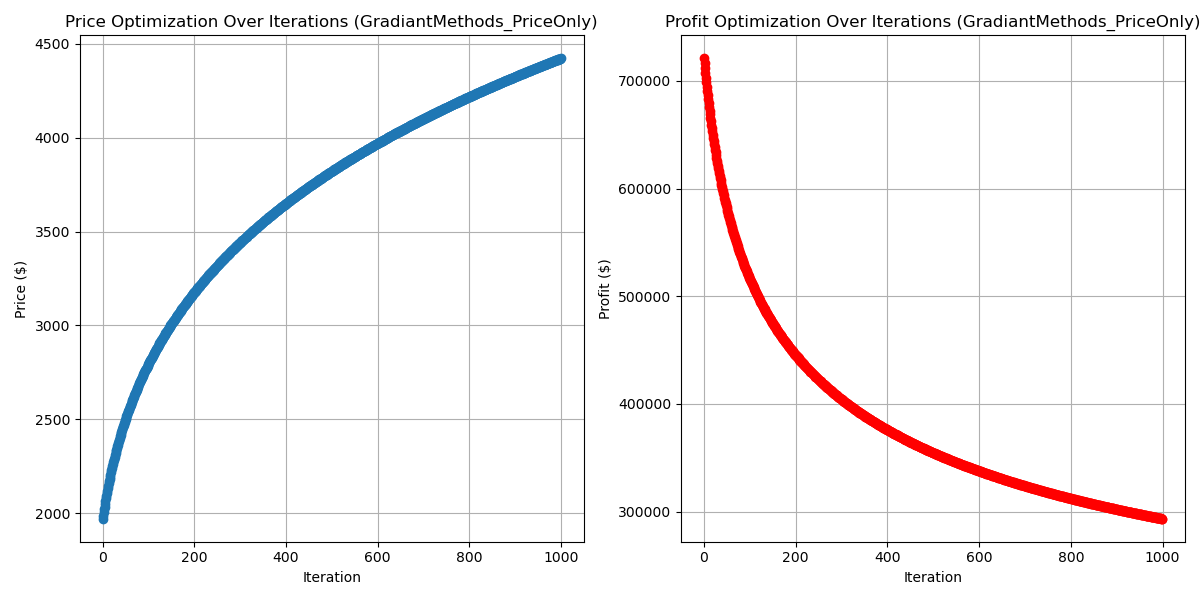 Price Optimization Over Iterations (GradiantMethods_PriceOnly)
4500
4000
3500
3000
2500
2000
Price ($)
0 200 400 600 800 1000
Iteration
Profit Optimization Over Iterations (GradiantMethods_PriceOnly)
700000
600000
500000
400000
300000
Profit ($)
0 200 400 600 800 1000
Iteration